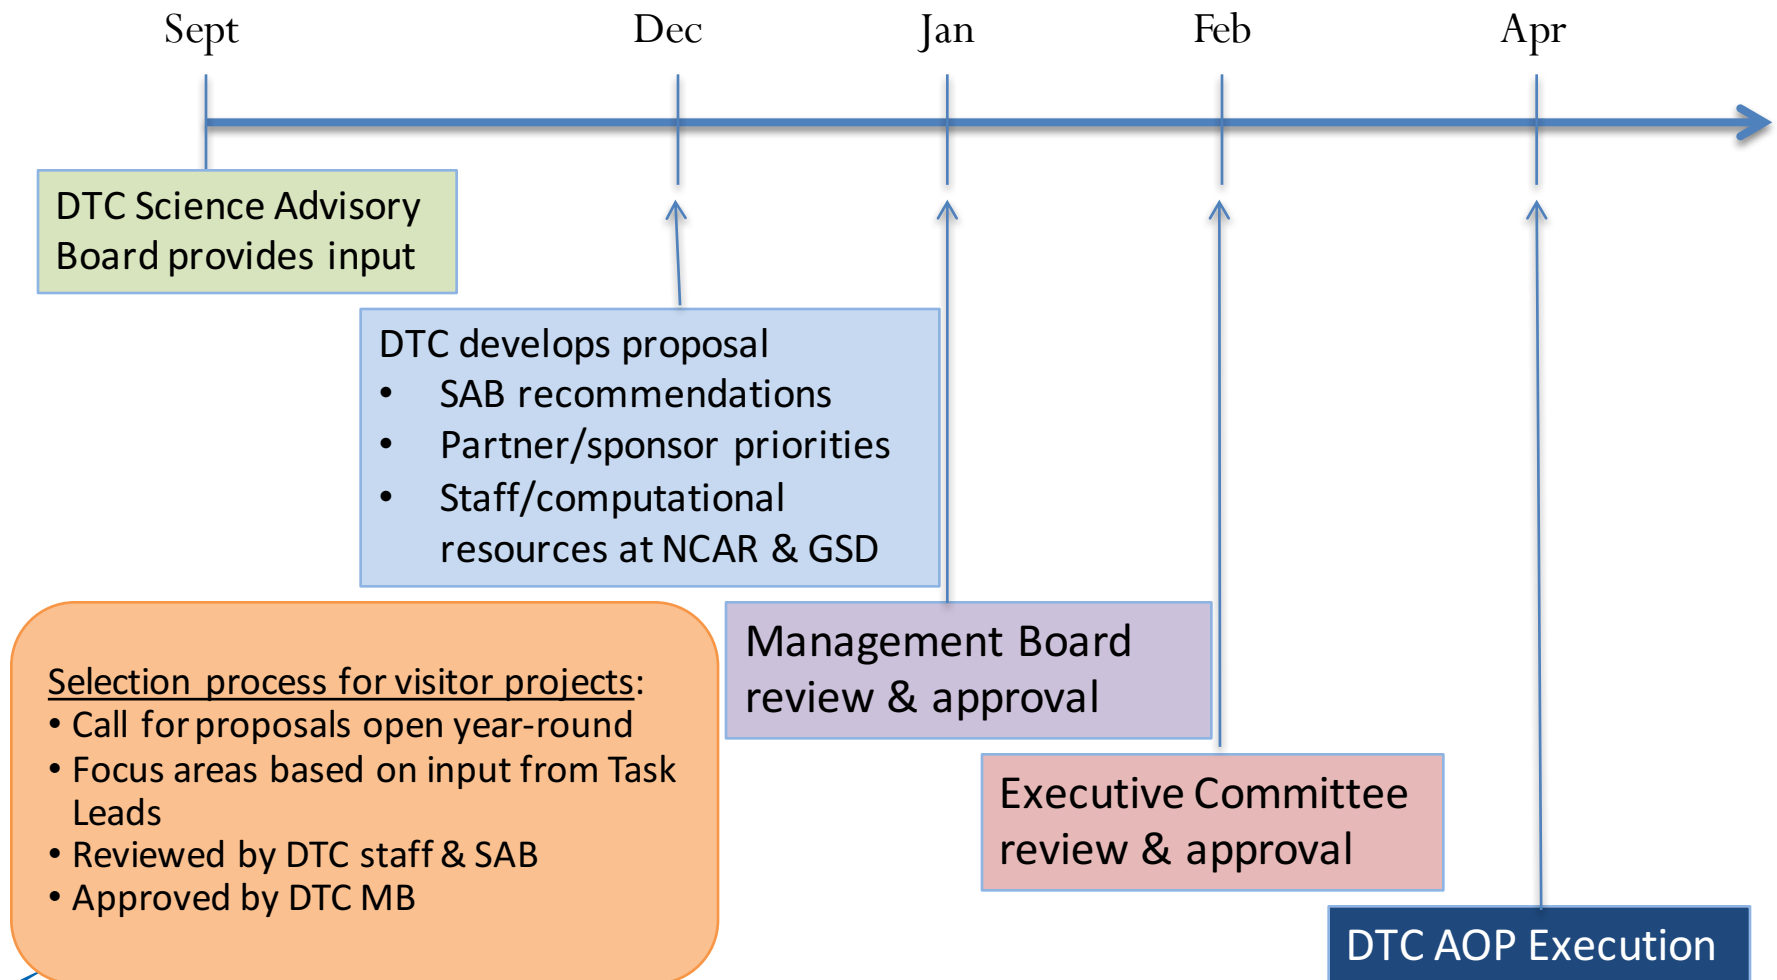 Sept Dec Jan Feb Apr
DTC Science Advisory
Board provides input
DTC develops proposal
• SAB recommendations
• Partner/sponsor priorities
• Staff/computational
resources at NCAR & GSD
Management Board
review & approval
Selection process for visitor projects:
• Call for proposals open year-round
• Focus areas based on input from Task
Leads
• Reviewed by DTC staff & SAB
• Approved by DTC MB
Executive Committee
review & approval
DTC AOP Execution